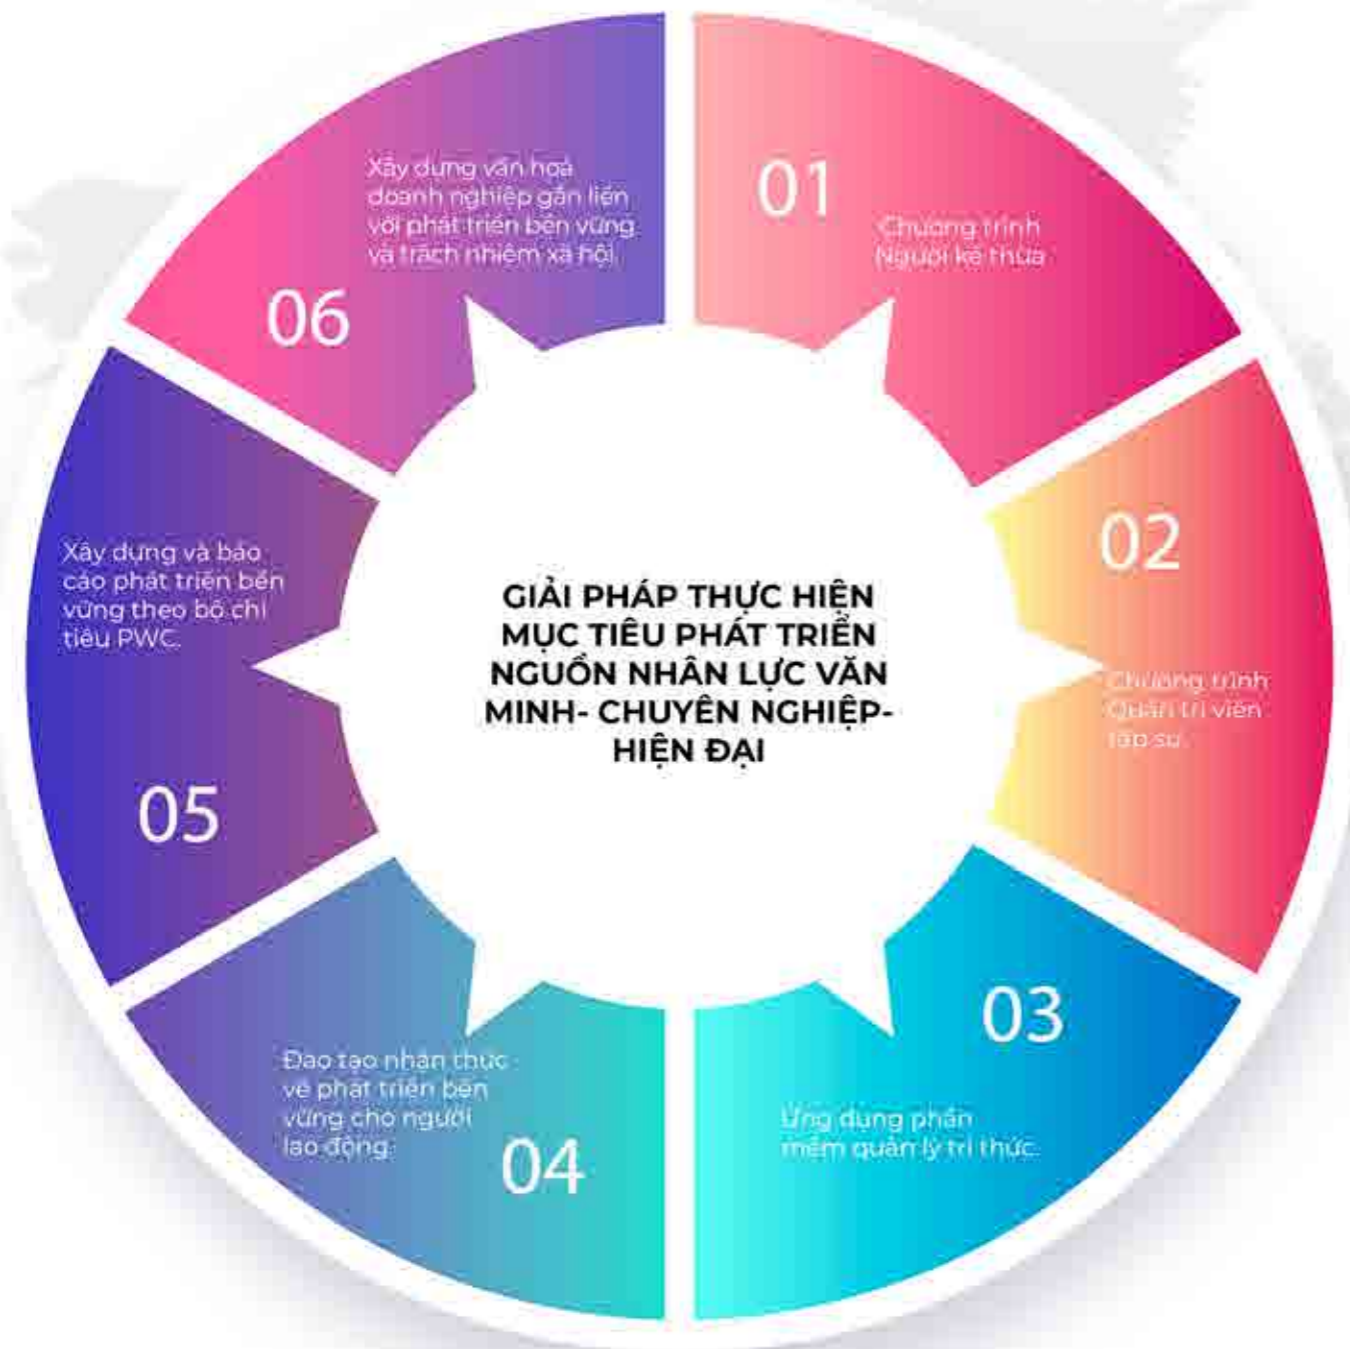 GIẢI PHÁP THỰC HIỆN
MỤC TIÊU PHÁT TRIỂN
NGUỒN NHÂN LỰC VĂN
MINH- CHUYÊN NGHIỆP-
HIỆN ĐẠI
01
Chương trình
Người kế thừa
02
Chương trình
Quản trị viên
tập sự.
03
Ứng dụng phần
mềm quản lý tri thức.
04
Đào tạo nhận thức
về phát triển bền
vững cho người
lao động.
05
Xây dựng và báo
cáo phát triển bền
vững theo bộ chỉ
tiêu PWC.
06
Xây dựng văn hoá
doanh nghiệp gắn liền
với phát triển bền vững
và trách nhiệm xã hội.